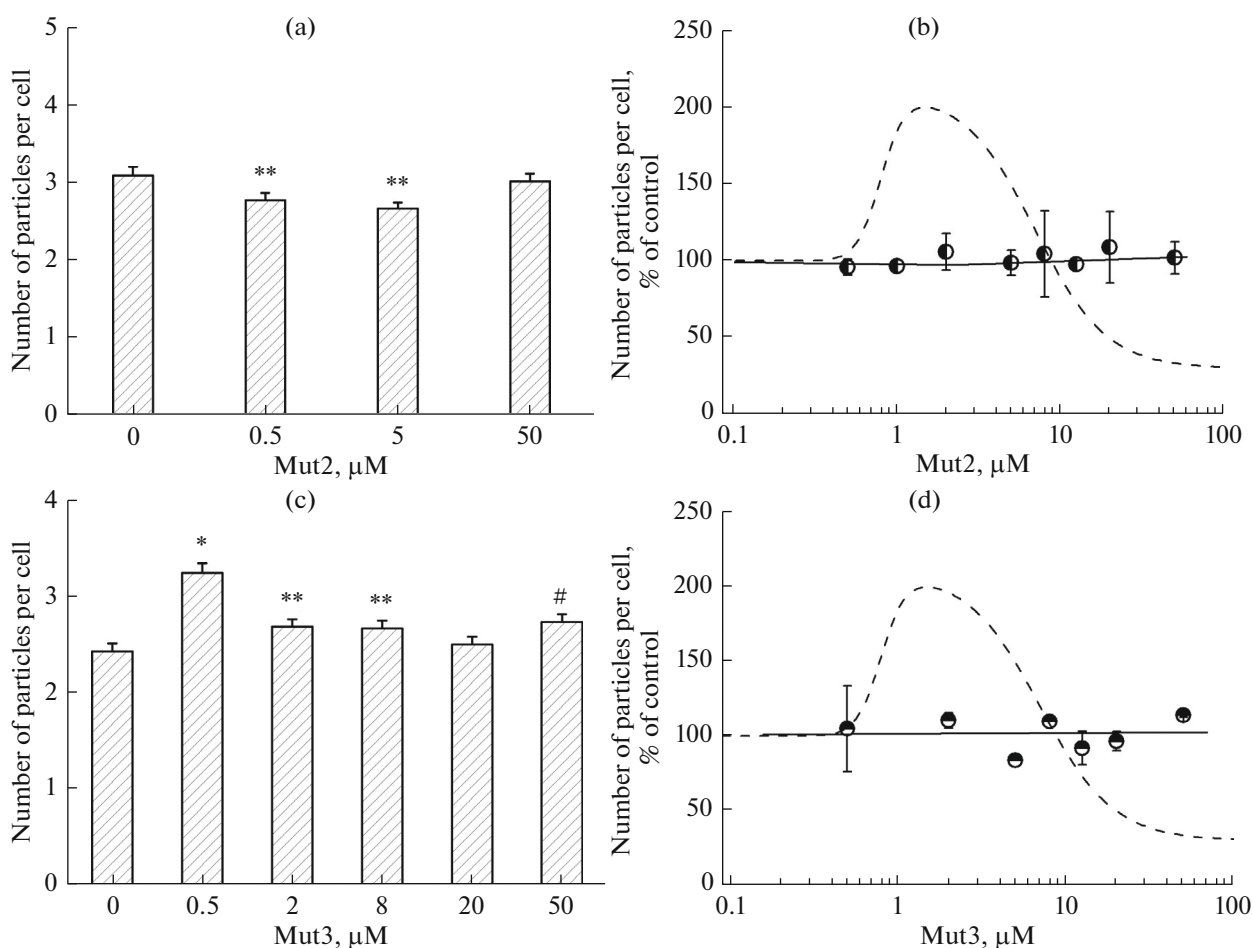 (a)
Number of particles per cell
5
4
3
2
1
0
**
**
0 0.5 5 50
Mut2, μM
(b)
Number of particles per cell,
% of control
250
200
150
100
50
0
0.1 1 10 100
Mut2, μM
(c)
Number of particles per cell
4
3
2
1
0
*
**
**
#
0 0.5 2 8 20 50
Mut3, μM
(d)
Number of particles per cell,
% of control
250
200
150
100
50
0
0.1 1 10 100
Mut3, μM